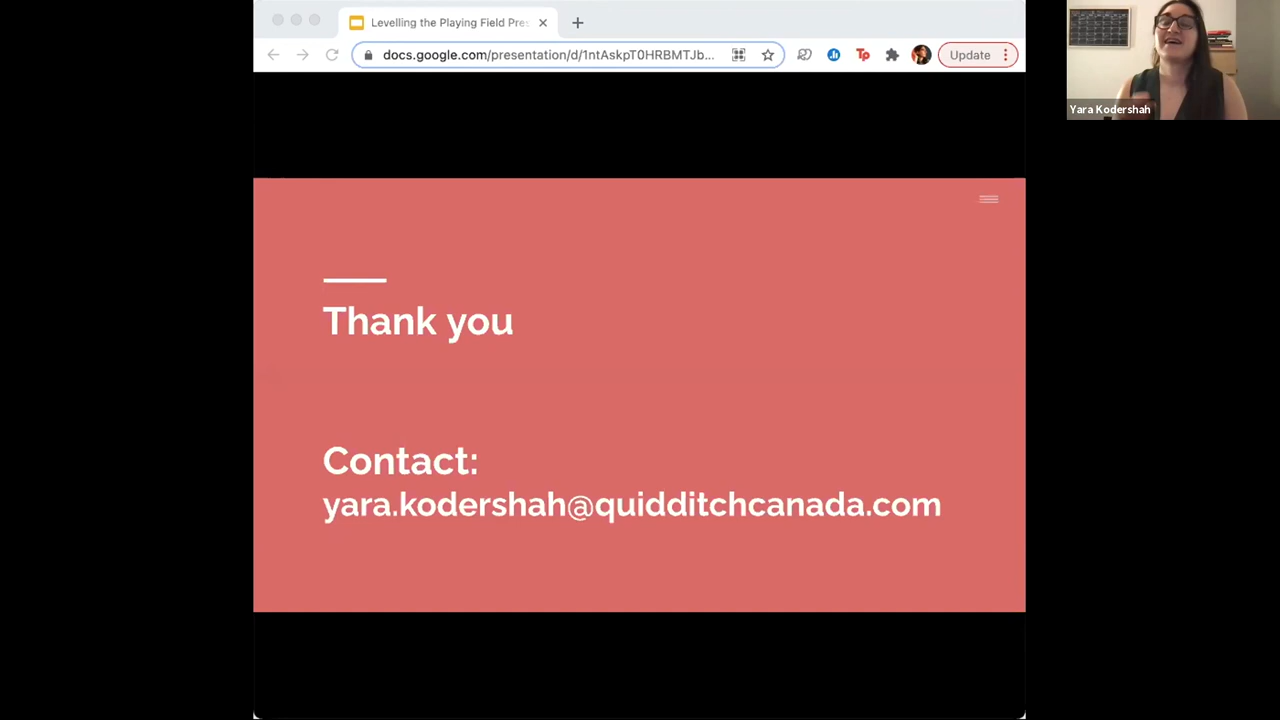 Levelling the Playing Field Pres
docs.google.com/presentation/d/1ntAskpT0HRBMTJb...
Update
Yara Kodershah
Thank you
Contact:
yara.kodershah@quidditchcanada.com